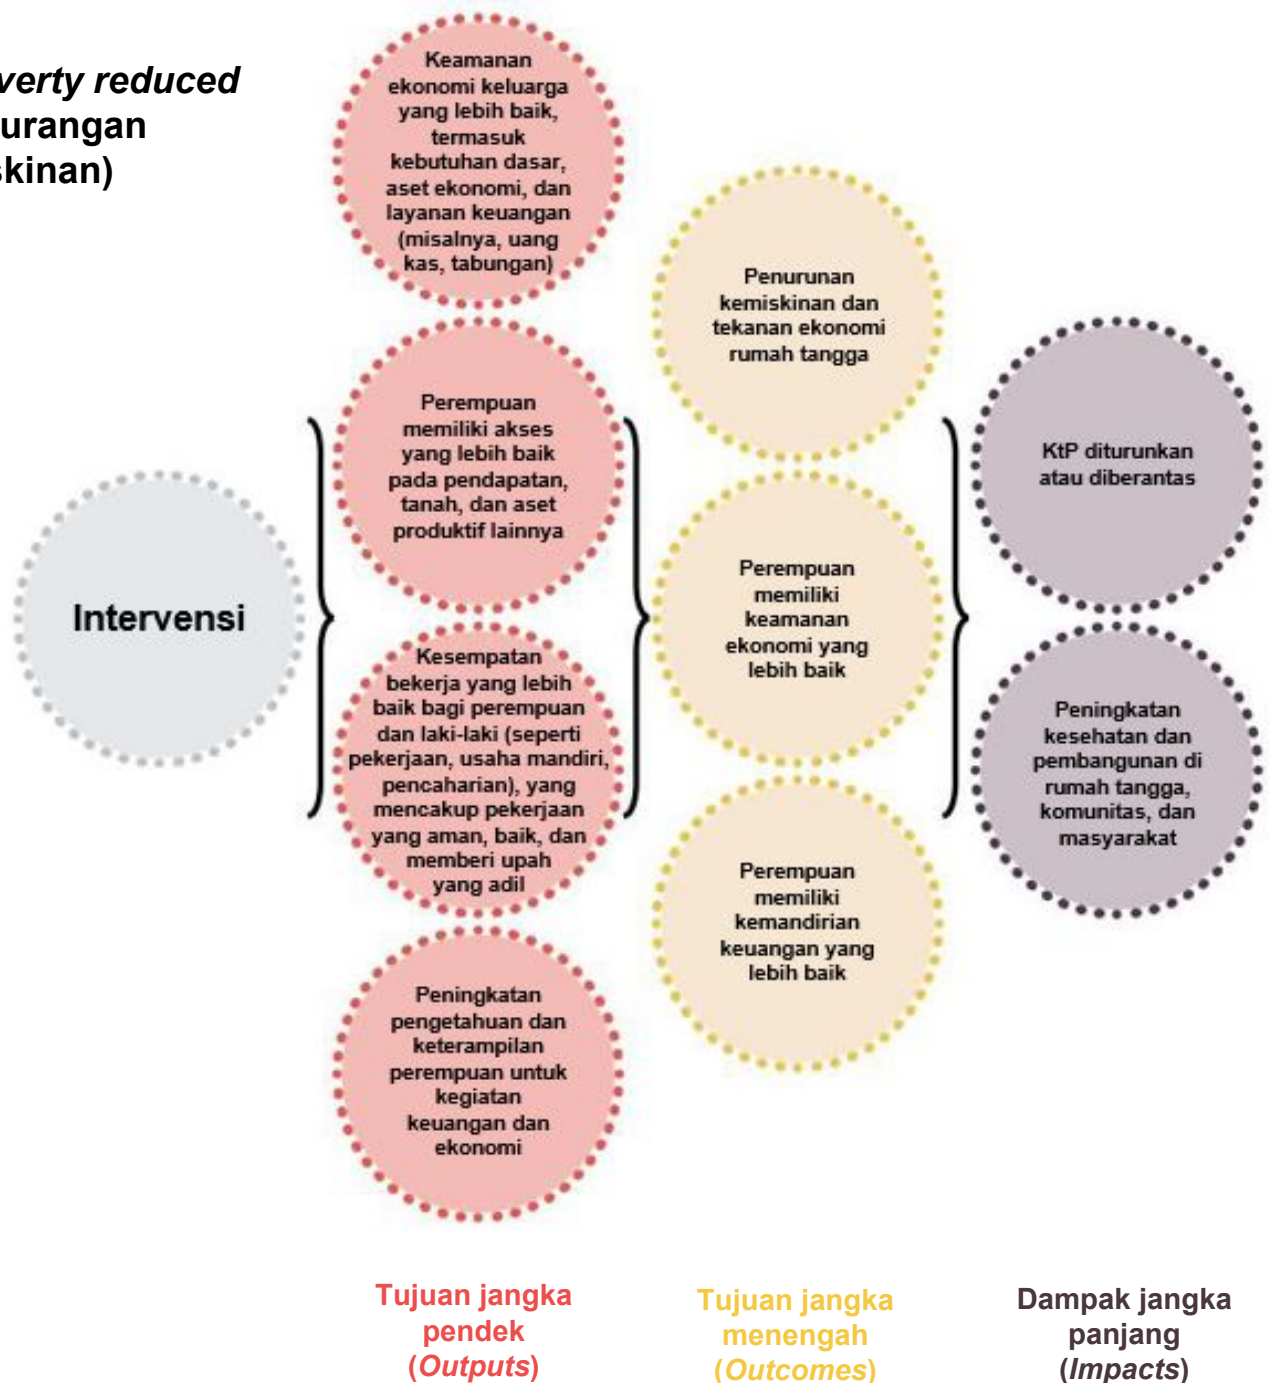 verty reduced
urangan
skinan)
Keamanan
ekonomi keluarga
yang lebih baik,
termasuk
kebutuhan dasar,
aset ekonomi, dan
layanan keuangan
(misalnya, uang
kas, tabungan)
Perempuan
memiliki akses
yang lebih baik
pada pendapatan,
tanah, dan aset
produktif lainnya
Intervensi
Kesempatan
bekerja yang lebih
baik bagi perempuan
dan laki-laki (seperti
pekerjaan, usaha mandiri,
pencaharian), yang
mencakup pekerjaan
yang aman, baik, dan
memberi upah
yang adil
Peningkatan
pengetahuan dan
keterampilan
perempuan untuk
kegiatan
keuangan dan
ekonomi
Penurunan
kemiskinan dan
tekanan ekonomi
rumah tangga
Perempuan
memiliki
keamanan
ekonomi yang
lebih baik
Perempuan
memiliki
kemandirian
keuangan yang
lebih baik
KtP diturunkan
atau diberantas
Peningkatan
kesehatan dan
pembangunan di
rumah tangga,
komunitas, dan
masyarakat
Tujuan jangka
pendek
(Outputs)
Tujuan jangka
menengah
(Outcomes)
Dampak jangka
panjang
(Impacts)